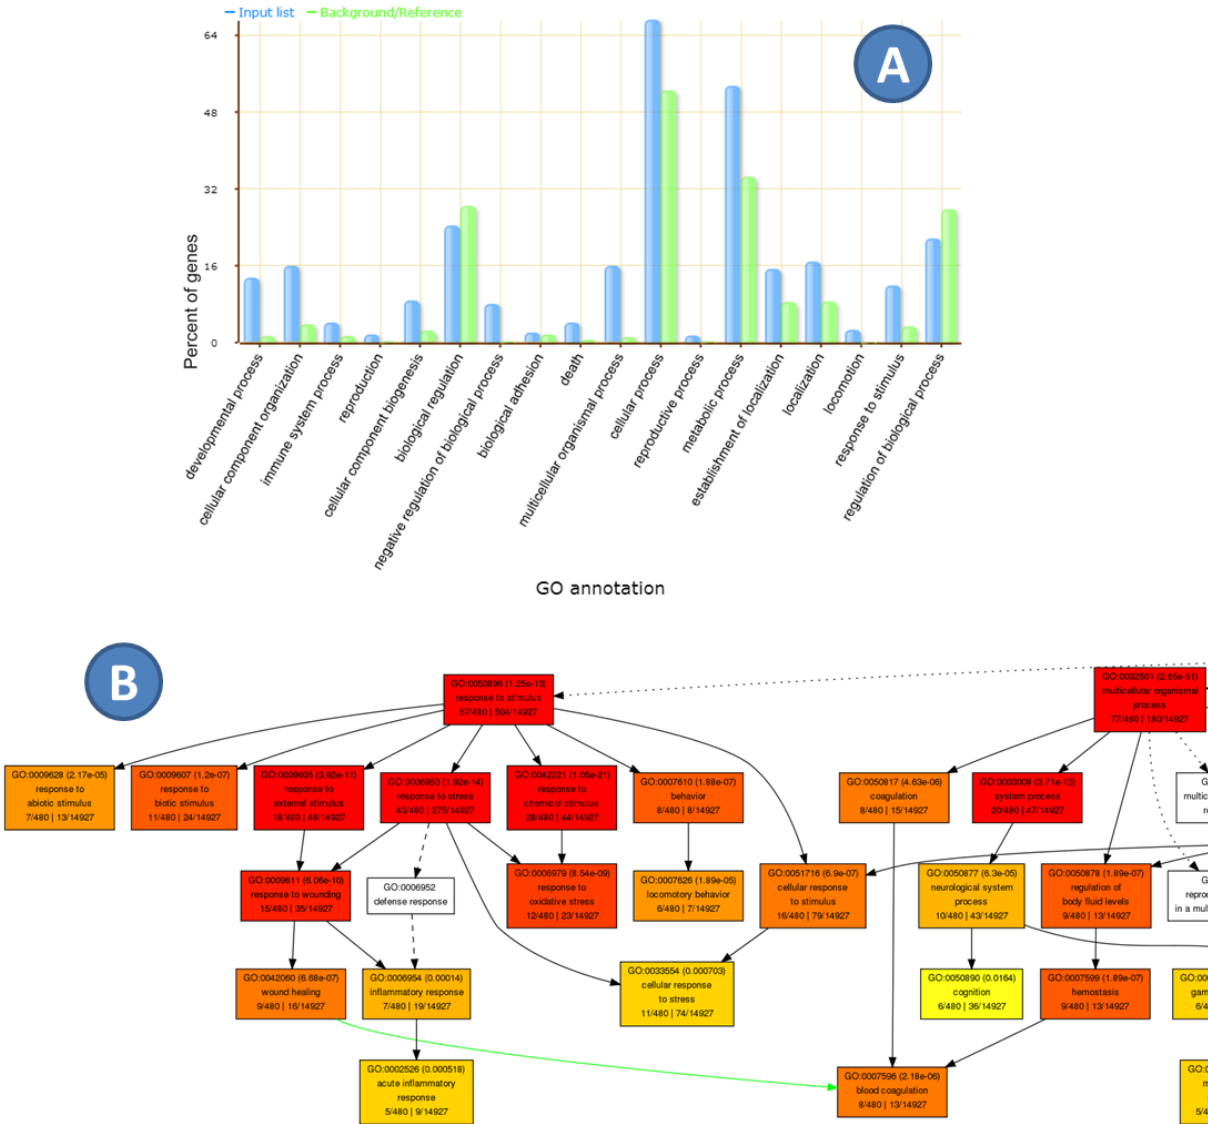 Input list
Background/Reference
A
64
48
32
16
0
Percent of genes
developmental process
cellular component organization
immune system process
reproduction
cellular component biogenesis
biological regulation
negative regulation of biological process
biological adhesion
death
multicellular organismal process
cellular process
reproductive process
metabolic process
establishment of localization
localization
locomotion
response to stimulus
regulation of biological process
GO annotation
B
GO:0050896 (1.25e-13)
response to stimulus
57/480 | 504/14927
GO:0032501 (2.65e-51)
multicellular organismal
process
77/480 | 180/14927
GO:0009628 (2.17e-05)
response to
abiotic stimulus
7/480 | 13/14927
GO:0009607 (1.2e-07)
response to
biotic stimulus
11/480 | 24/14927
GO:0009605 (3.92e-11)
response to
external stimulus
18/480 | 48/14927
GO:0006950 (1.92e-14)
response to stress
43/480 | 275/14927
GO:0042221 (1.05e-21)
response to
chemical stimulus
28/480 | 44/14927
GO:0007610 (1.88e-07)
behavior
8/480 | 8/14927
GO:0050817 (4.63e-06)
coagulation
8/480 | 15/14927
GO:0003008 (3.71e-13)
system process
20/480 | 47/14927
G
multic
r
GO:0009611 (6.06e-10)
response to wounding
15/480 | 35/14927
GO:0006952
defense response
GO:0006979 (8.54e-09)
response to
oxidative stress
12/480 | 23/14927
GO:0007626 (1.89e-05)
locomotory behavior
6/480 | 7/14927
GO:0051716 (6.9e-07)
cellular response
to stimulus
16/480 | 79/14927
GO:0050877 (6.3e-05)
neurological system
process
10/480 | 43/14927
GO:0050878 (1.89e-07)
regulation of
body fluid levels
9/480 | 13/14927
G
repro
in a mul
GO:0042060 (6.68e-07)
wound healing
9/480 | 16/14927
GO:0006954 (0.00014)
inflammatory response
7/480 | 19/14927
GO:0033554 (0.000703)
cellular response
to stress
11/480 | 74/14927
GO:0050890 (0.0164)
cognition
6/480 | 36/14927
GO:0007599 (1.89e-07)
hemostasis
9/480 | 13/14927
GO:00
gam
6/4
GO:0002526 (0.000518)
acute inflammatory
response
5/480 | 9/14927
GO:0007596 (2.18e-06)
blood coagulation
8/480 | 13/14927
GO:0
m
5/4